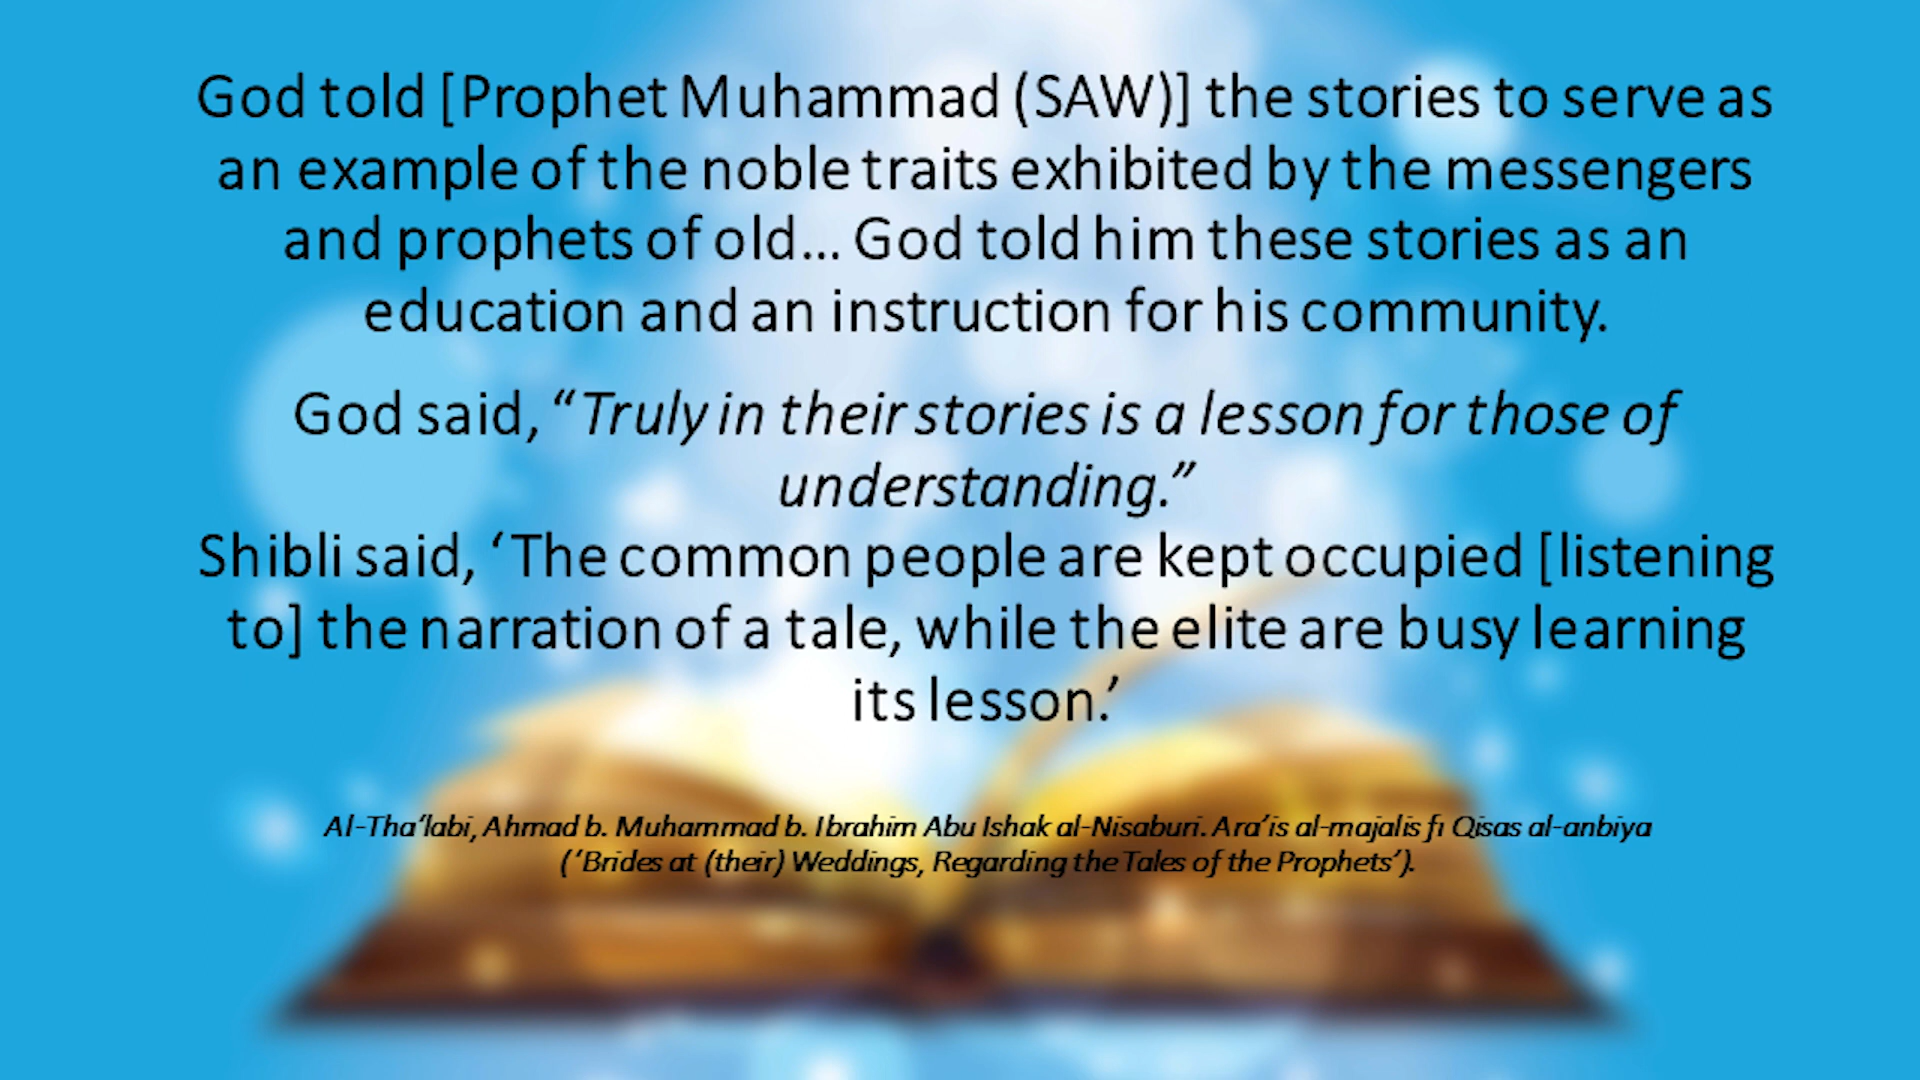 God told [Prophet Muhammad (SAW)] the stories to serve as
an example of the noble traits exhibited by the messengers
and prophets of old... God told him these stories as an
education and an instruction for his community.
God said, “Truly in their stories is a lesson for those of
understanding.”
Shibli said, ‘The common people are kept occupied [listening
to] the narration of a tale, while the elite are busy learning
its lesson.’
Al-Tha’labi, Ahmad b. Muhammad b. Ibrahim Abu Ishak al-Nisaburi. Ara’is al-majalis fi Qisas al-anbiya
(‘Brides at (their) Weddings, Regarding the Tales of the Prophets’).